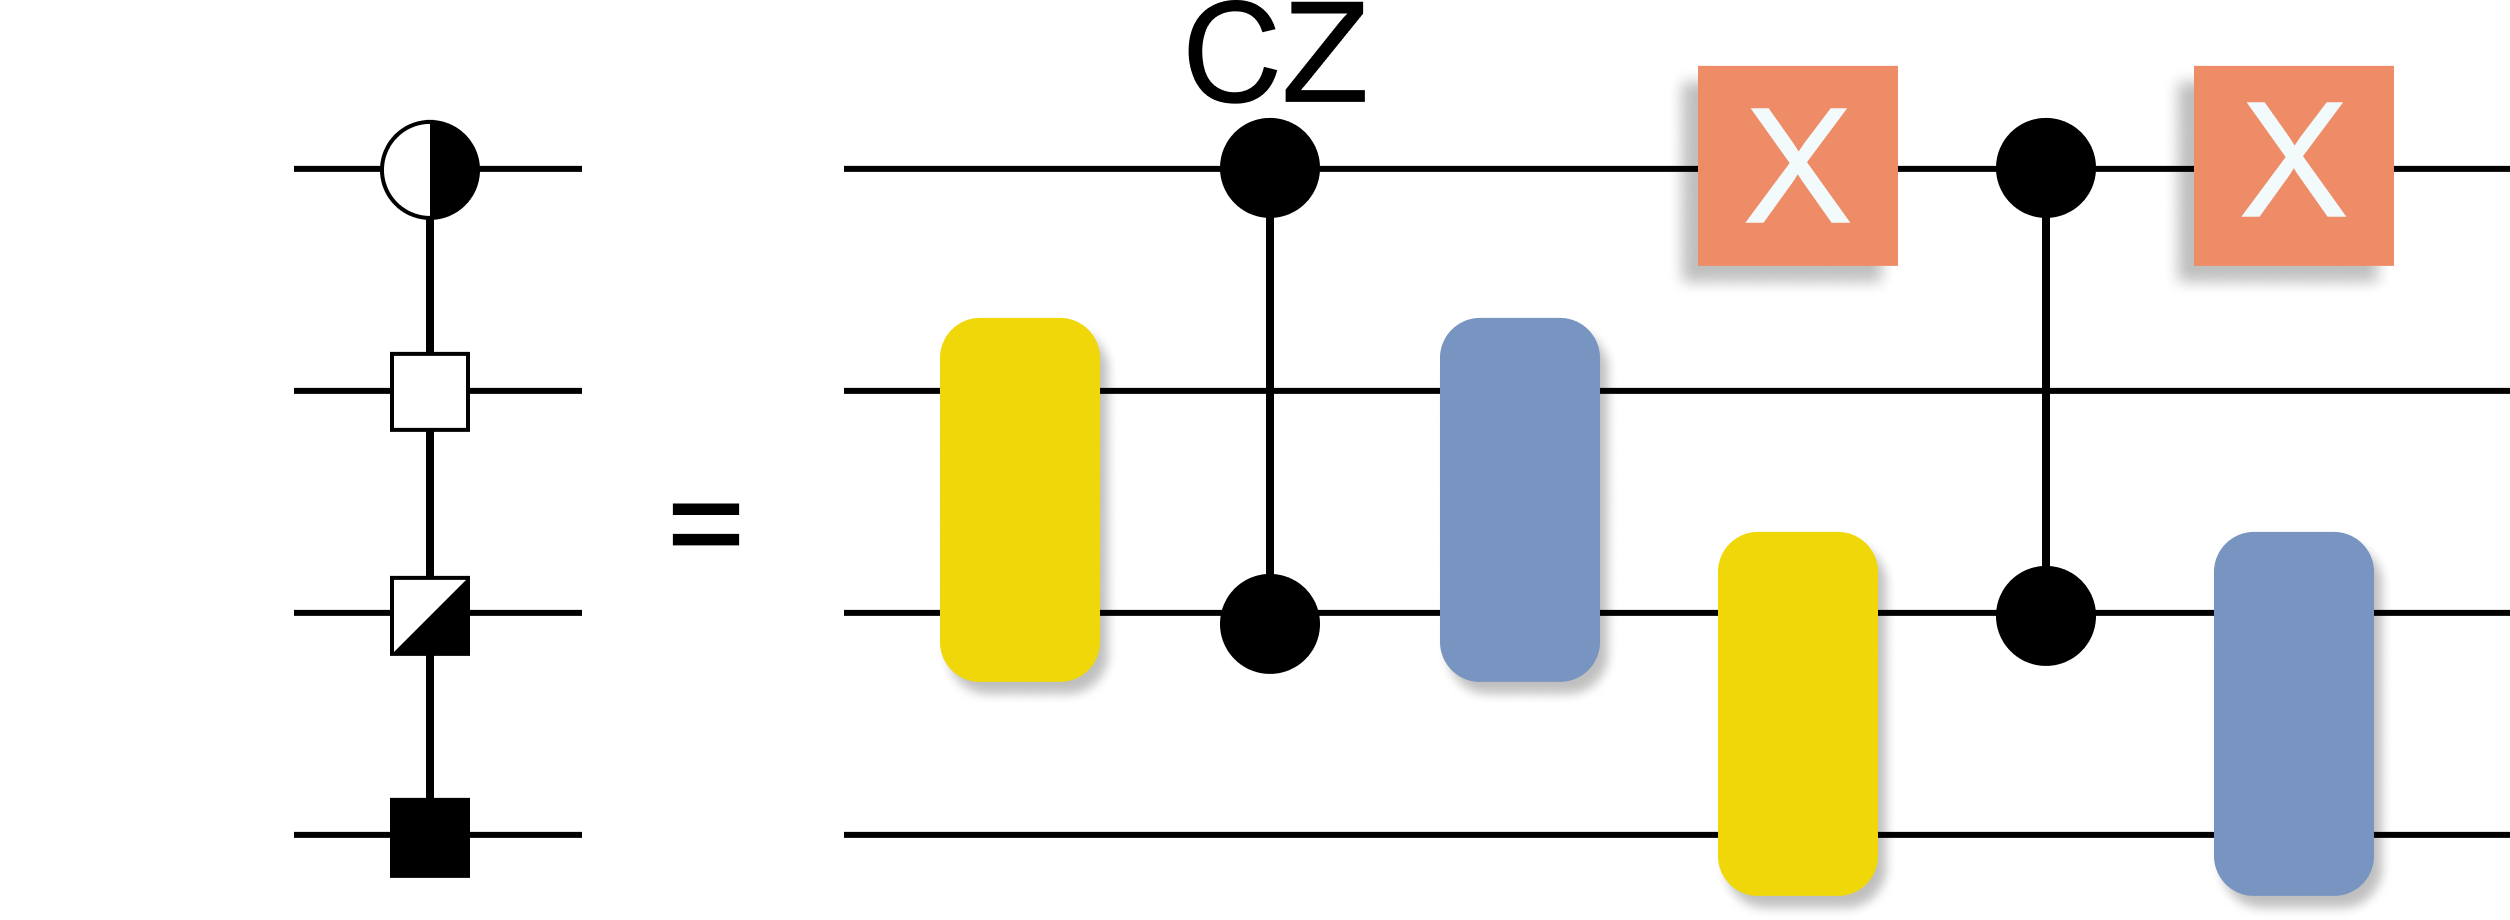 CZ
X X
=